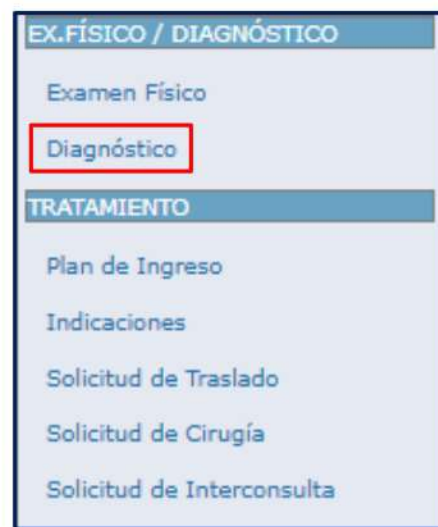 EX.FÍSICO / DIAGNÓSTICO
Examen Físico
Diagnóstico
TRATAMIENTO
Plan de Ingreso
Indicaciones
Solicitud de Traslado
Solicitud de Cirugía
Solicitud de Interconsulta